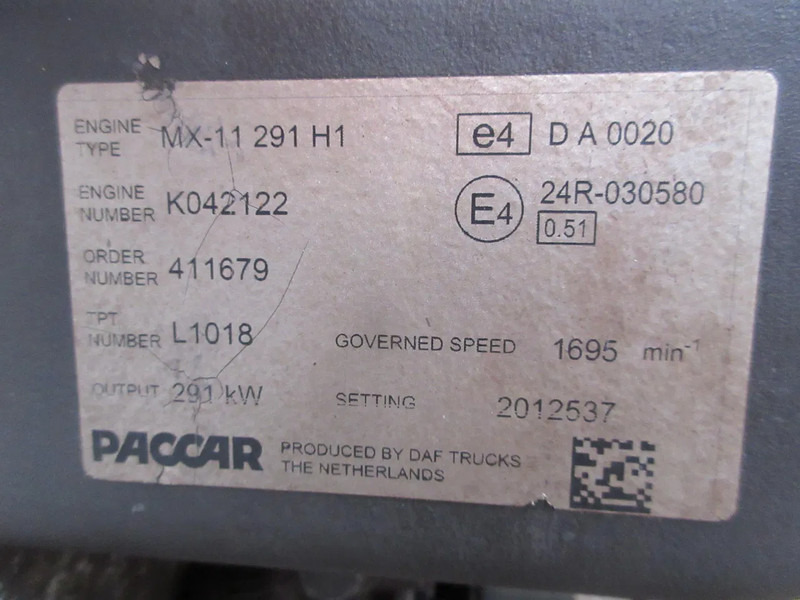 ENGINE TYPE MX-11 291 H1
e4 D A 0020
ENGINE NUMBER K042122
E4 24R-030580
0.51
ORDER NUMBER 411679
TPT NUMBER L1018
GOVERNED SPEED 1695 min-1
OUTPUT 291 kW
SETTING 2012537
PACCAR
PRODUCED BY DAF TRUCKS
THE NETHERLANDS